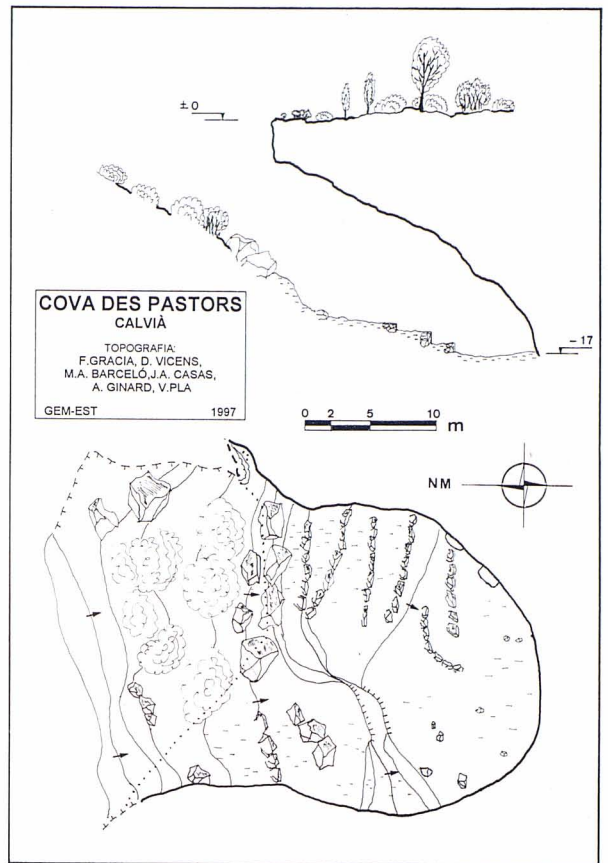 ± 0
COVA DES PASTORS
CALVIÀ
TOPOGRAFIA:
F.GRACIA, D. VICENS,
M.A. BARCELÓ,J.A. CASAS,
A. GINARD, V.PLA
GEM-EST 1997
– 17
0 2 5 10
m
NM